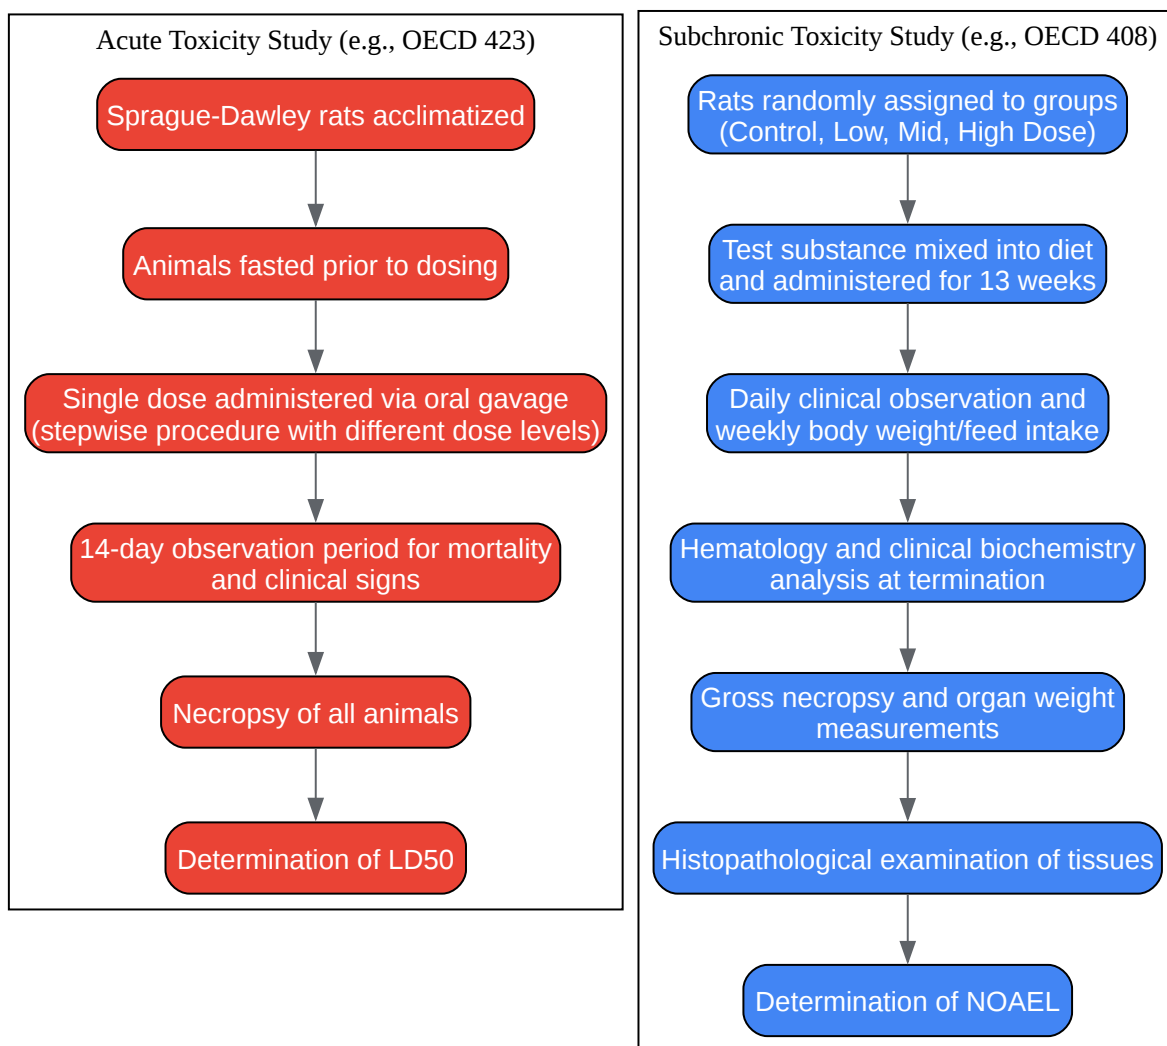 Acute Toxicity Study (e.g., OECD 423)
Sprague-Dawley rats acclimatized
Animals fasted prior to dosing
Single dose administered via oral gavage
(stepwise procedure with different dose levels)
14-day observation period for mortality
and clinical signs
Necropsy of all animals
Determination of LD50
Subchronic Toxicity Study (e.g., OECD 408)
Rats randomly assigned to groups
(Control, Low, Mid, High Dose)
Test substance mixed into diet
and administered for 13 weeks
Daily clinical observation and
weekly body weight/feed intake
Hematology and clinical biochemistry
analysis at termination
Gross necropsy and organ weight
measurements
Histopathological examination of tissues
Determination of NOAEL